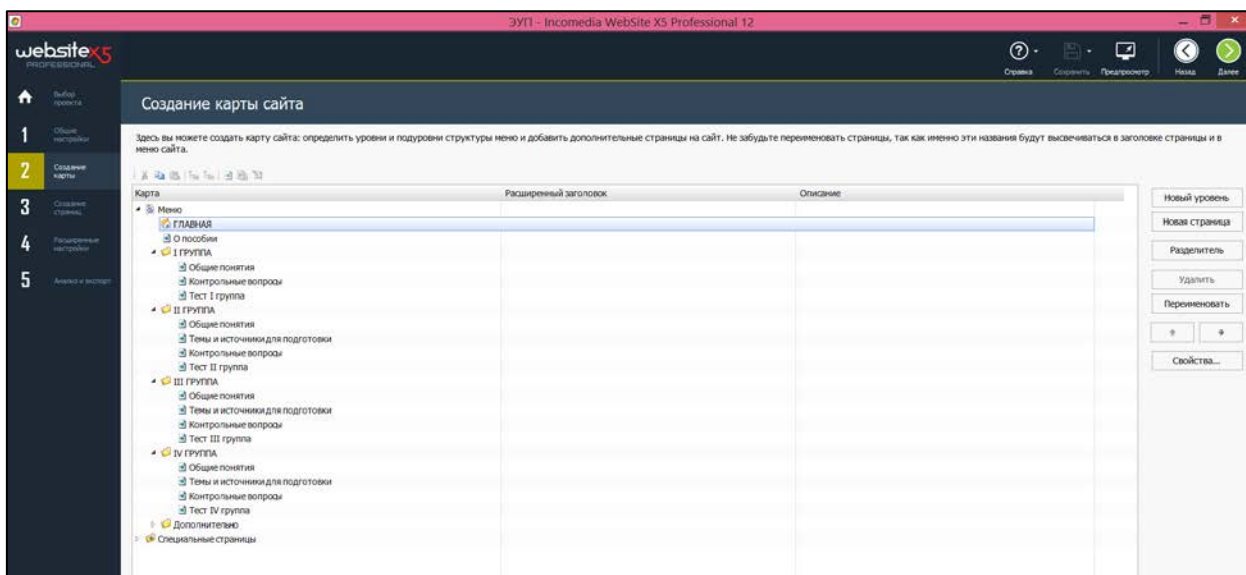 ЭУП - Incomedia WebSite X5 Professional 12
websitex5
PROFESSIONAL
Справка
Сохранить
Предпросмотр
Назад
Далее
Выбор проекта
1 Общие настройки
2 Создание карты
3 Создание страниц
4 Расширенные настройки
5 Анализ и экспорт
Создание карты сайта
Здесь вы можете создать карту сайта: определить уровни и подуровни структуры меню и добавить дополнительные страницы на сайт. Не забудьте переименовать страницы, так как именно эти названия будут высвечиваться в заголовке страницы и в
меню сайта.
Карта
Расширенный заголовок
Описание
Меню
ГЛАВНАЯ
О пособии
I ГРУППА
Общие понятия
Контрольные вопросы
Тест I группа
II ГРУППА
Общие понятия
Темы и источники для подготовки
Контрольные вопросы
Тест II группа
III ГРУППА
Общие понятия
Темы и источники для подготовки
Контрольные вопросы
Тест III группа
IV ГРУППА
Общие понятия
Темы и источники для подготовки
Контрольные вопросы
Тест IV группа
Дополнительно
Специальные страницы
Новый уровень
Новая страница
Разделитель
Удалить
Переименовать
Свойства...